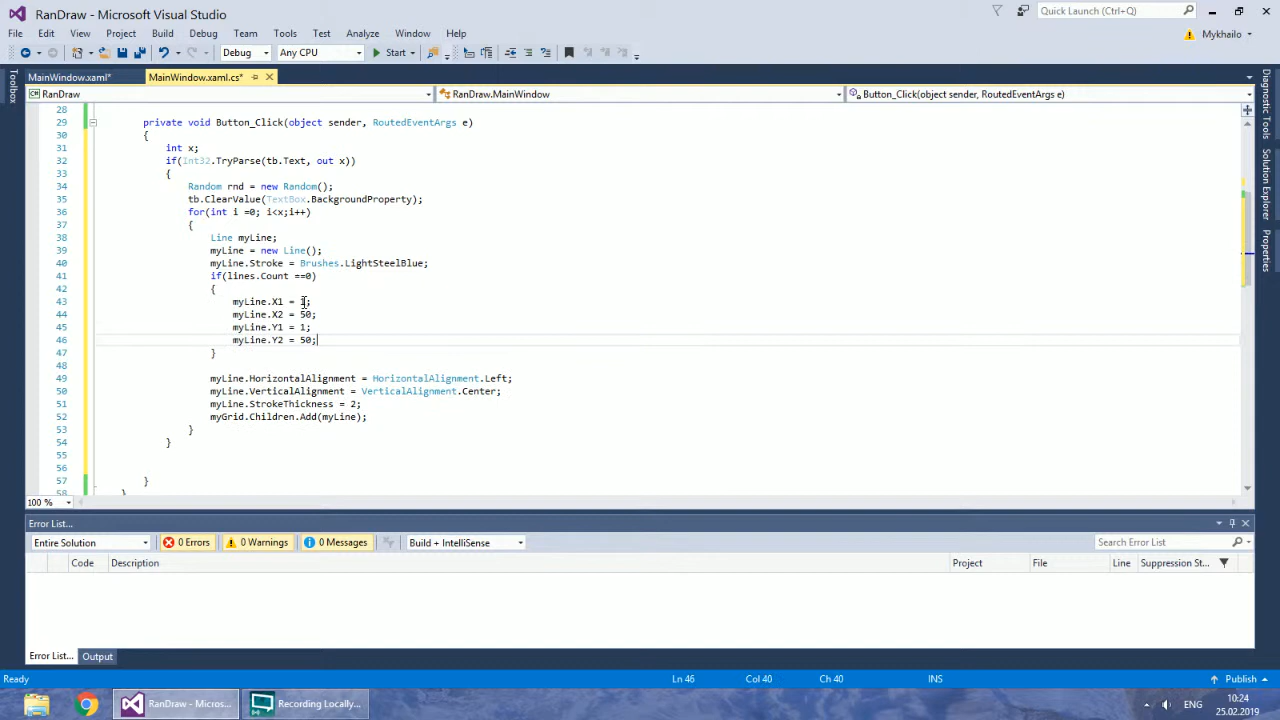 RanDraw - Microsoft Visual Studio
Quick Launch (Ctrl+Q)
File Edit View Project Build Debug Team Tools Test Analyze Window Help
Mykhailo
Debug Any CPU Start
Toolbox
MainWindow.xaml* MainWindow.xaml.cs*
RanDraw RanDraw.MainWindow Button_Click(object sender, RoutedEventArgs e)
28
29 private void Button_Click(object sender, RoutedEventArgs e)
30 {
31 int x;
32 if(Int32.TryParse(tb.Text, out x))
33 {
34 Random rnd = new Random();
35 tb.ClearValue(TextBox.BackgroundProperty);
36 for(int i =0; i<x;i++)
37 {
38 Line myLine;
39 myLine = new Line();
40 myLine.Stroke = Brushes.LightSteelBlue;
41 if(lines.Count ==0)
42 {
43 myLine.X1 = 1;
44 myLine.X2 = 50;
45 myLine.Y1 = 1;
46 myLine.Y2 = 50;
47 }
48
49 myLine.HorizontalAlignment = HorizontalAlignment.Left;
50 myLine.VerticalAlignment = VerticalAlignment.Center;
51 myLine.StrokeThickness = 2;
52 myGrid.Children.Add(myLine);
53 }
54 }
55
56
57 }
58 }
100 %
Diagnostic Tools
Solution Explorer
Properties
Error List...
Entire Solution 0 Errors 0 Warnings 0 Messages Build + IntelliSense Search Error List
Code Description Project File Line Suppression St...
Error List... Output
Ready Ln 46 Col 40 Ch 40 INS Publish
RanDraw - Micros... Recording Locally... ENG 10:24
25.02.2019